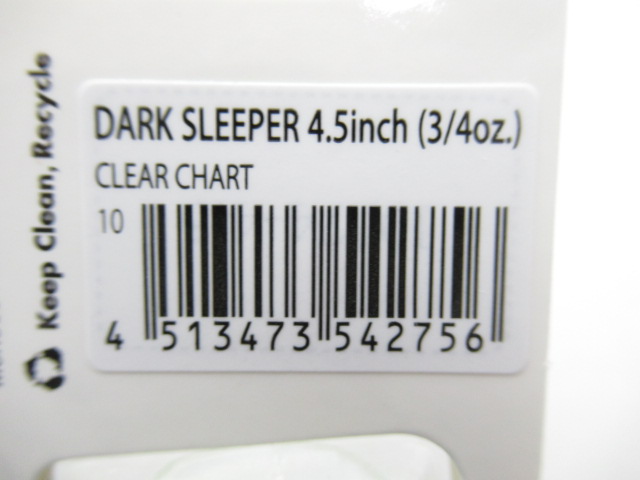 DARK SLEEPER 4.5inch (3/4oz.)
CLEAR CHART
10
4 513473 542756
Keep Clean, Recycle